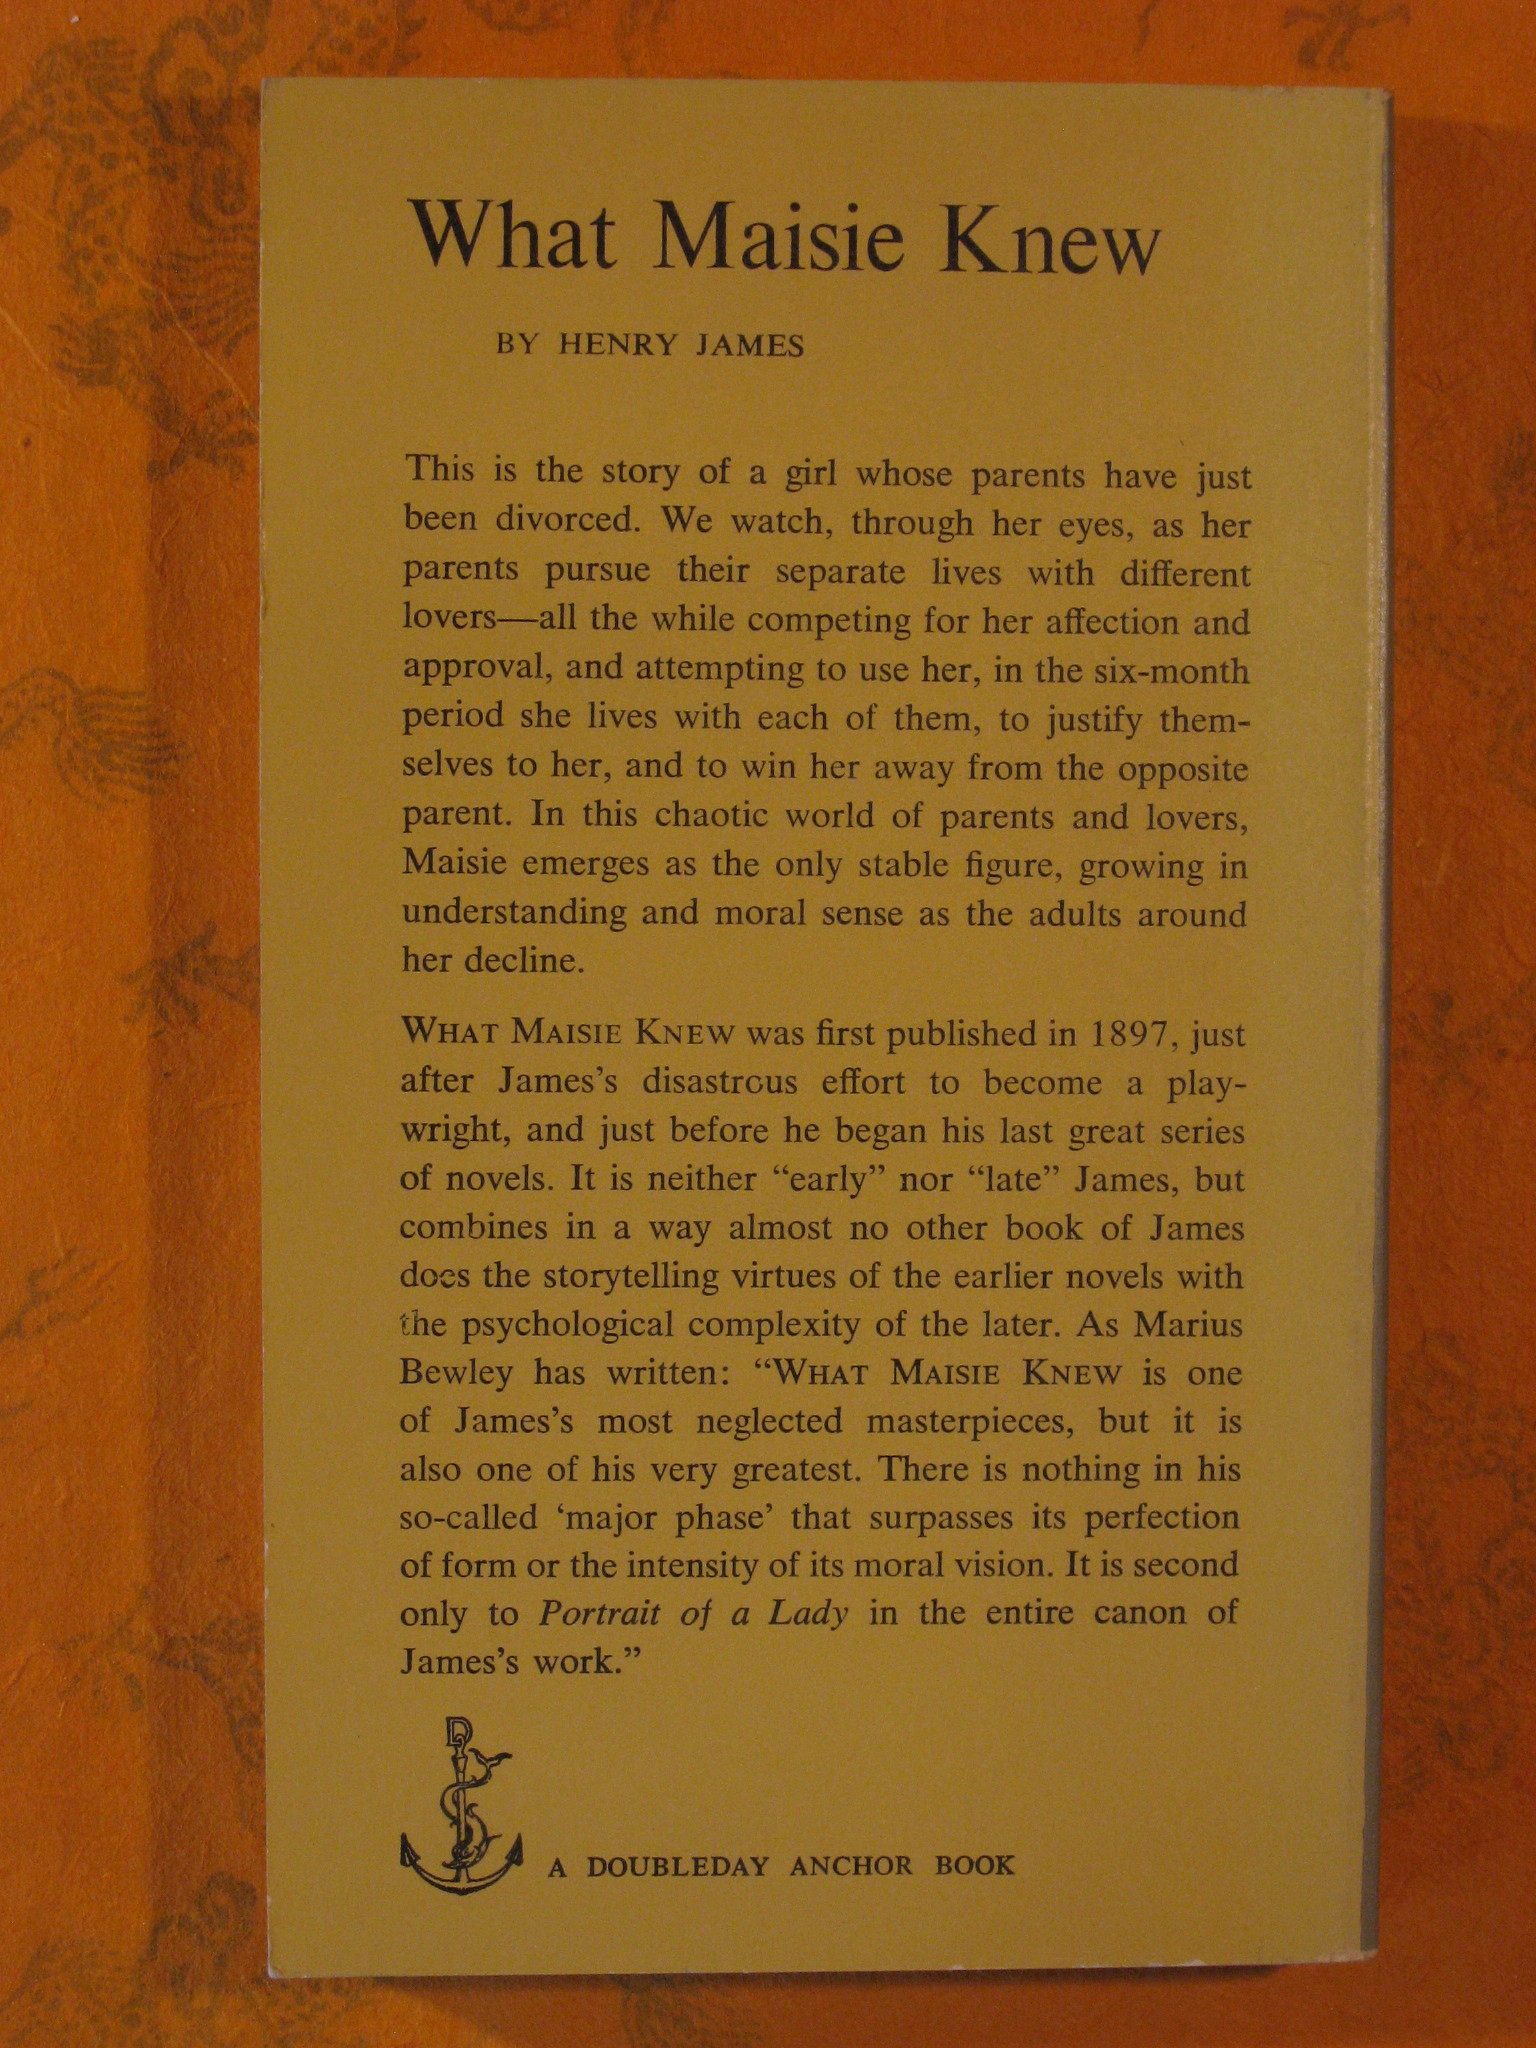 What Maisie Knew
BY HENRY JAMES
This is the story of a girl whose parents have just
been divorced. We watch, through her eyes, as her
parents pursue their separate lives with different
lovers—all the while competing for her affection and
approval, and attempting to use her, in the six-month
period she lives with each of them, to justify them-
selves to her, and to win her away from the opposite
parent. In this chaotic world of parents and lovers,
Maisie emerges as the only stable figure, growing in
understanding and moral sense as the adults around
her decline.
WHAT MAISIE KNEW was first published in 1897, just
after James's disastrous effort to become a play-
wright, and just before he began his last great series
of novels. It is neither “early” nor “late” James, but
combines in a way almost no other book of James
does the storytelling virtues of the earlier novels with
the psychological complexity of the later. As Marius
Bewley has written: “WHAT MAISIE KNEW is one
of James's most neglected masterpieces, but it is
also one of his very greatest. There is nothing in his
so-called ‘major phase’ that surpasses its perfection
of form or the intensity of its moral vision. It is second
only to Portrait of a Lady in the entire canon of
James's work.”
D
A DOUBLEDAY ANCHOR BOOK